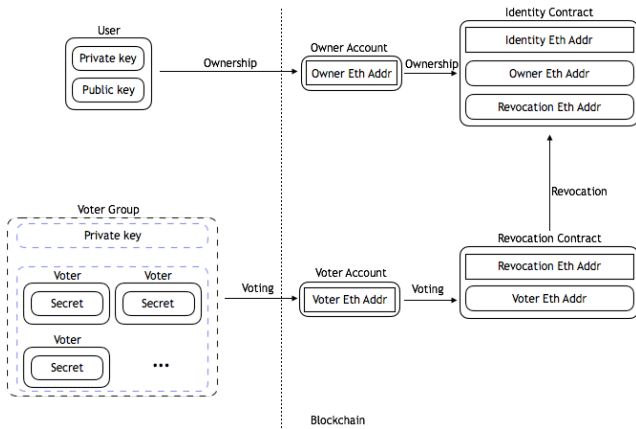 User
Private key
Public key
Ownership
Owner Account
Owner Eth Addr
Ownership
Identity Contract
Identity Eth Addr
Owner Eth Addr
Revocation Eth Addr
Revocation
Voter Group
Private key
Voter
Secret
Voter
Secret
Voter
Secret
...
Voting
Voter Account
Voter Eth Addr
Voting
Revocation Contract
Revocation Eth Addr
Voter Eth Addr
Blockchain